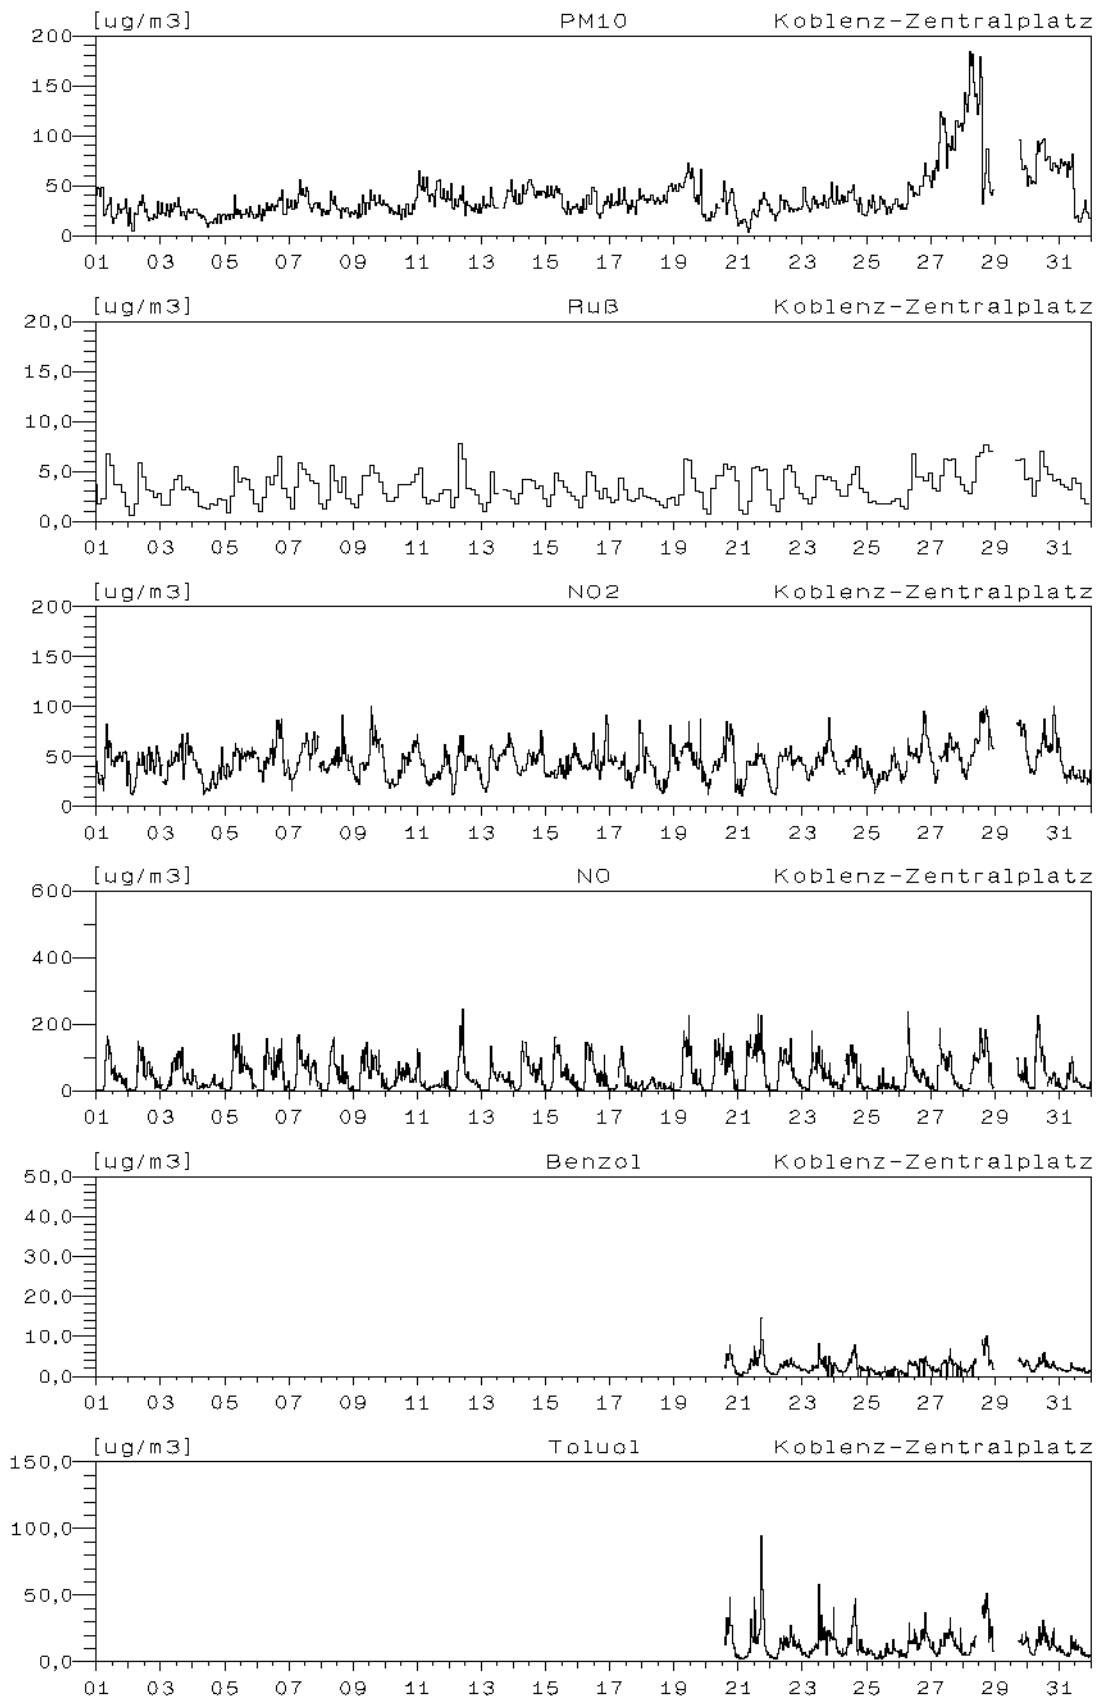 [ug/m3] PM10 Koblenz-Zentralplatz
200
150
100
50
0
01 03 05 07 09 11 13 15 17 19 21 23 25 27 29 31
[ug/m3] Ruß Koblenz-Zentralplatz
20,0
15,0
10,0
5,0
0,0
01 03 05 07 09 11 13 15 17 19 21 23 25 27 29 31
[ug/m3] NO2 Koblenz-Zentralplatz
200
150
100
50
0
01 03 05 07 09 11 13 15 17 19 21 23 25 27 29 31
[ug/m3] NO Koblenz-Zentralplatz
600
400
200
0
01 03 05 07 09 11 13 15 17 19 21 23 25 27 29 31
[ug/m3] Benzol Koblenz-Zentralplatz
50,0
40,0
30,0
20,0
10,0
0,0
01 03 05 07 09 11 13 15 17 19 21 23 25 27 29 31
[ug/m3] Toluol Koblenz-Zentralplatz
150,0
100,0
50,0
0,0
01 03 05 07 09 11 13 15 17 19 21 23 25 27 29 31